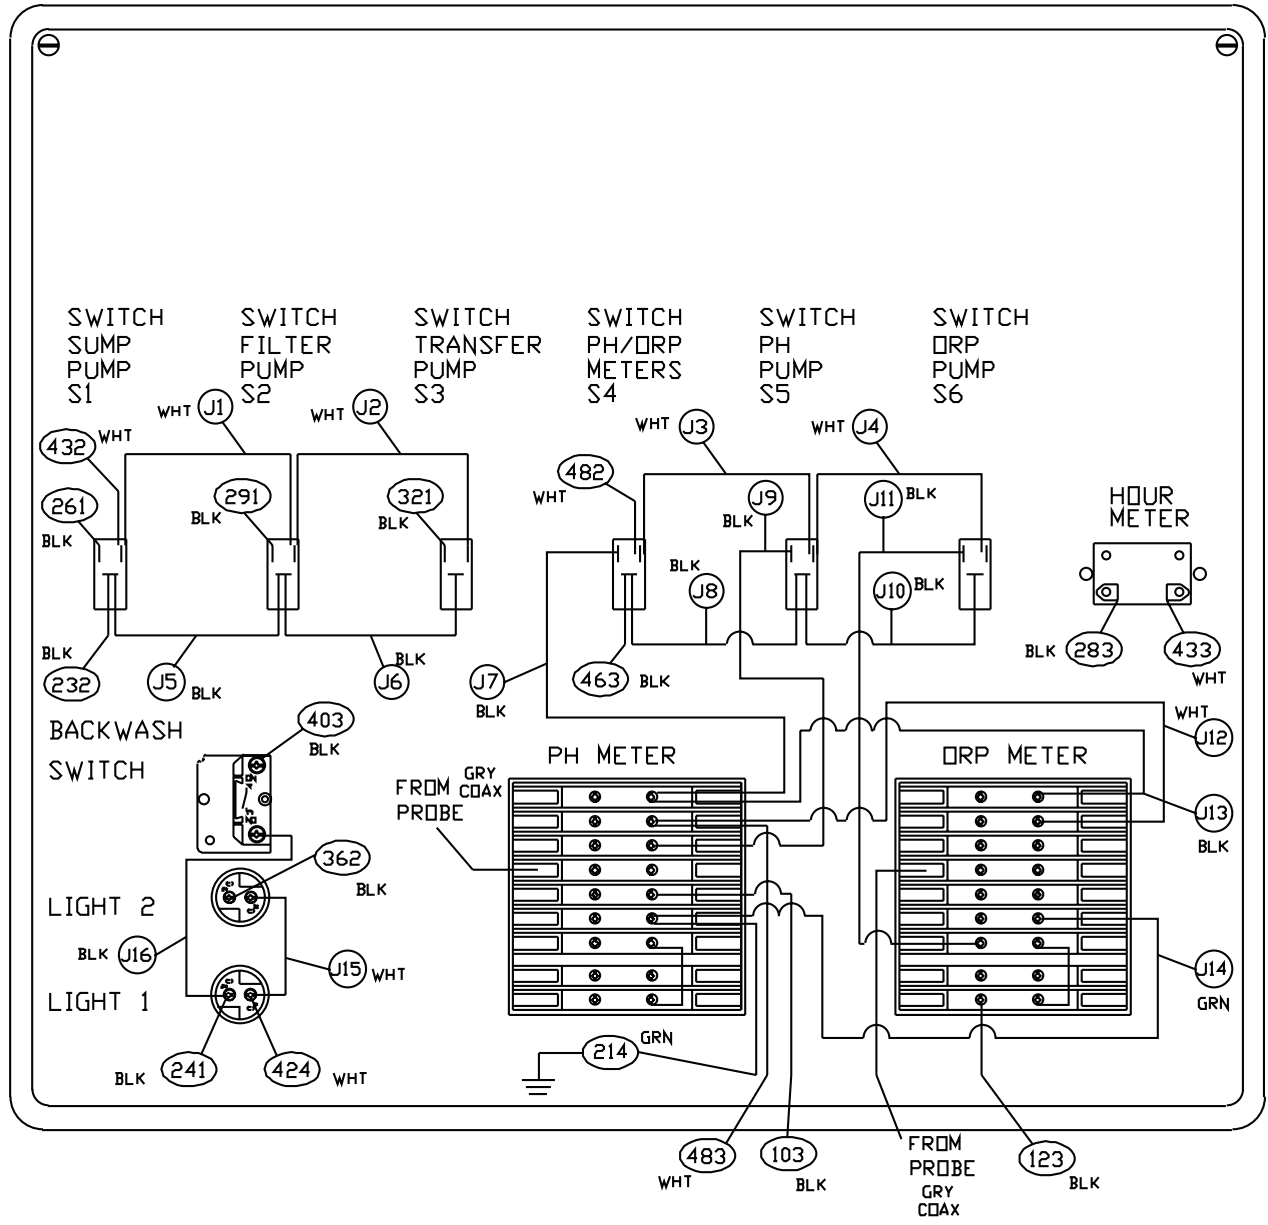 SWITCH
SUMP
PUMP
S1
SWITCH
FILTER
PUMP
S2
SWITCH
TRANSFER
PUMP
S3
SWITCH
PH/ORP
METERS
S4
SWITCH
PH
PUMP
S5
SWITCH
ORP
PUMP
S6
WHT J1
WHT J2
WHT J3
WHT J4
432 WHT
261
BLK
291
BLK
321
BLK
482
WHT
J9
BLK
J11 BLK
HOUR
METER
BLK
J8
J10 BLK
BLK
232
J5 BLK
BLK
J6
J7
BLK
463 BLK
BLK 283
433
WHT
BACKWASH
SWITCH
403
BLK
PH METER
ORP METER
WHT
J12
FROM
PROBE
GRY
COAX
J13
BLK
362
BLK
LIGHT 2
BLK J16
J15 WHT
LIGHT 1
J14
GRN
BLK 241
424 WHT
214 GRN
483
WHT
103
BLK
FROM
PROBE
GRY
COAX
123
BLK